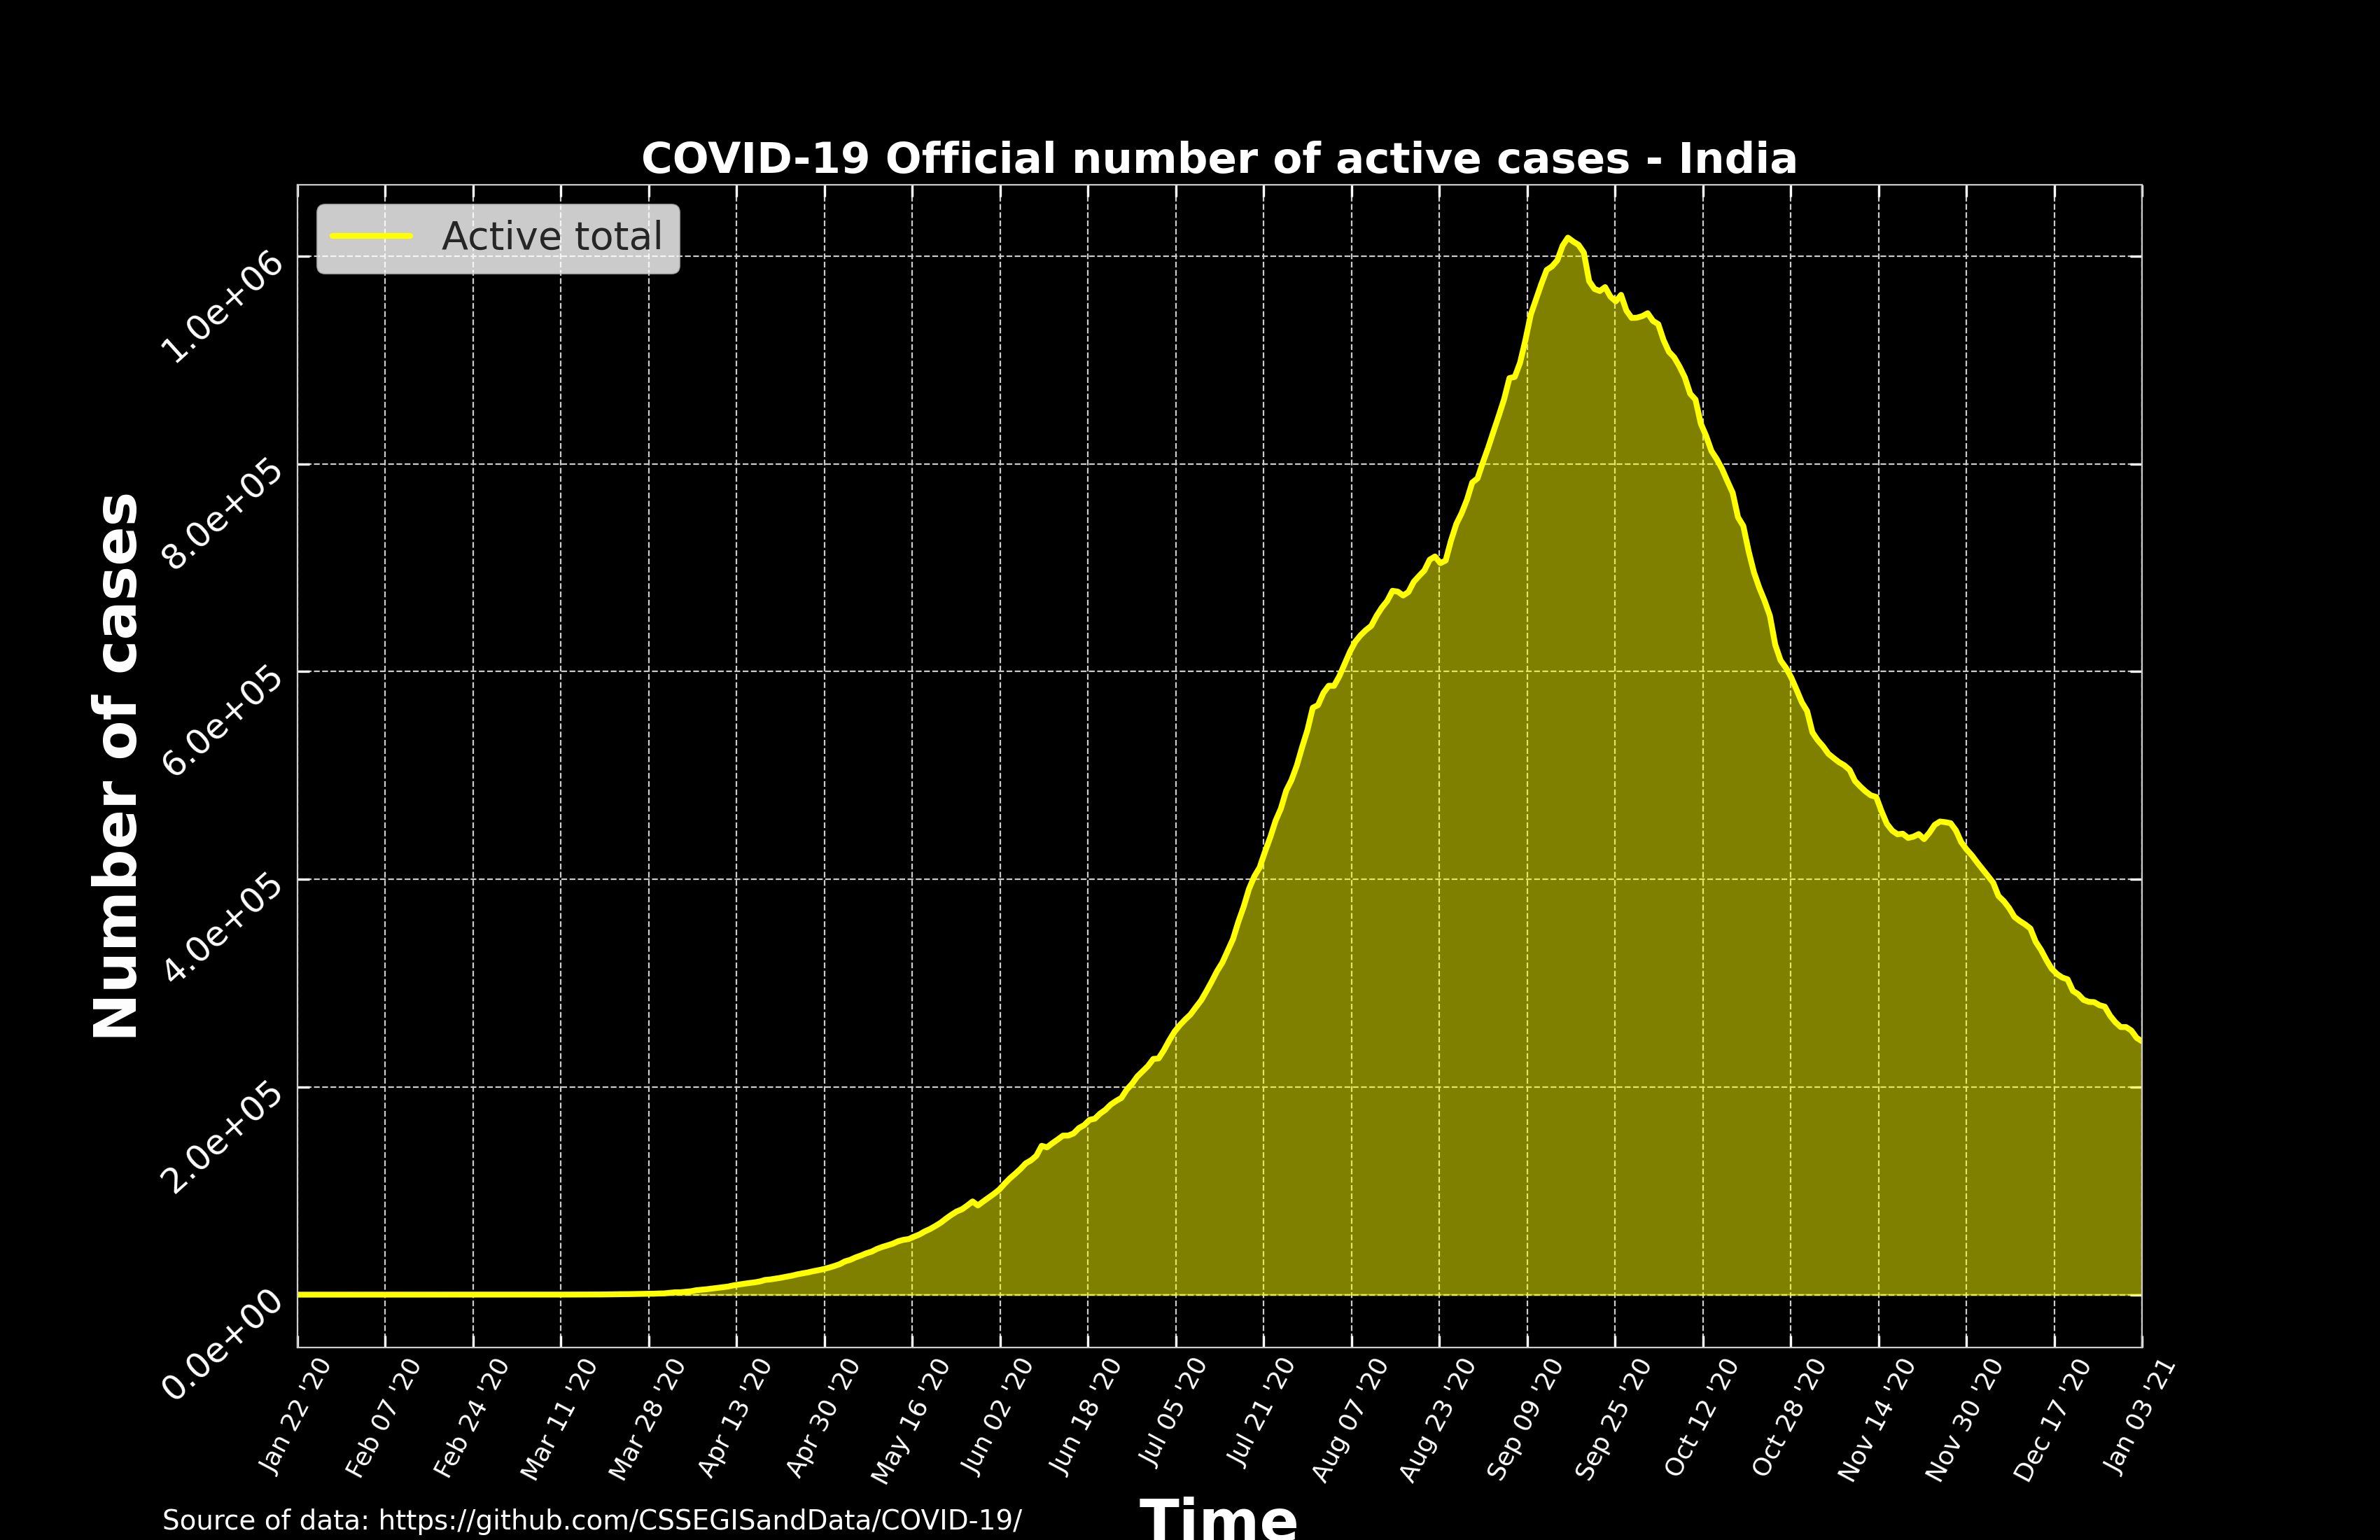 COVID-19 Official number of active cases - India
Active total
Number of cases
1.0e+06
8.0e+05
6.0e+05
4.0e+05
2.0e+05
0.0e+00
Jan 22 '20
Feb 07 '20
Feb 24 '20
Mar 11 '20
Mar 28 '20
Apr 13 '20
Apr 30 '20
May 16 '20
Jun 02 '20
Jun 18 '20
Jul 05 '20
Jul 21 '20
Aug 07 '20
Aug 23 '20
Sep 09 '20
Sep 25 '20
Oct 12 '20
Oct 28 '20
Nov 14 '20
Nov 30 '20
Dec 17 '20
Jan 03 '21
Time
Source of data: https://github.com/CSSEGISandData/COVID-19/